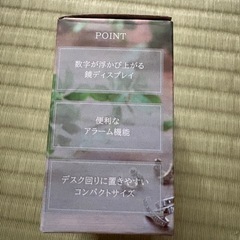 POINT
数字が浮かび上がる
鏡ディスプレイ
便利な
アラーム機能
デスク回りに置きやすい
コンパクトサイズ